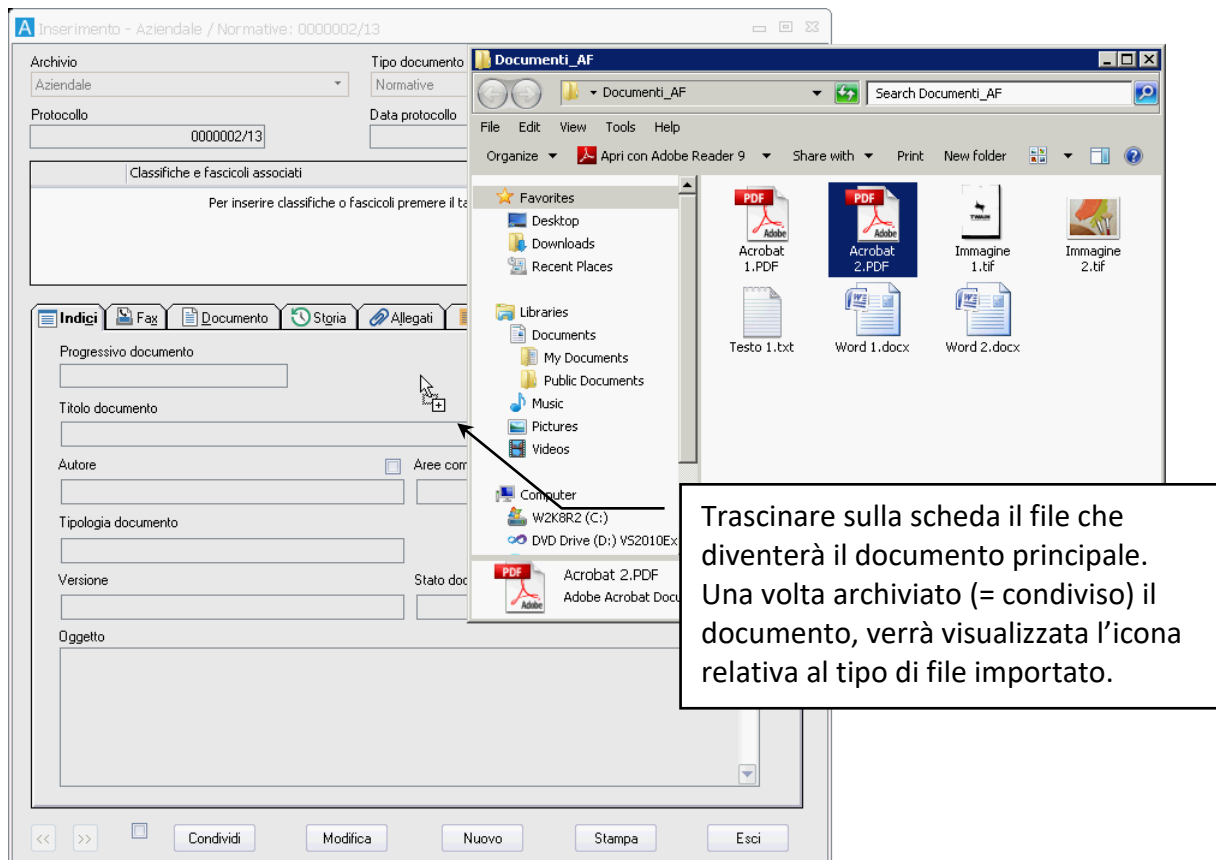 Inserimento - Aziendale / Normative: 0000002/13
Archivio
Tipo documento
Aziendale
Normative
Protocollo
Data protocollo
0000002/13
Classifiche e fascicoli associati
Per inserire classifiche o fascicoli premere il ta
Indici
Fax
Documento
Storia
Allegati
Progressivo documento
Titolo documento
Autore
Aree com
Tipologia documento
Versione
Stato doc
Oggetto
<<
>>
Condividi
Modifica
Nuovo
Stampa
Esci
Documenti_AF
Documenti_AF
Search Documenti_AF
File Edit View Tools Help
Organize
Apri con Adobe Reader 9
Share with
Print
New folder
Favorites
Desktop
Downloads
Recent Places
Libraries
Documents
My Documents
Public Documents
Music
Pictures
Videos
Computer
W2K8R2 (C:)
DVD Drive (D:) VS2010Ex
PDF
Adobe
Acrobat
1.PDF
PDF
Adobe
Acrobat
2.PDF
TWAIN
Immagine
1.tif
Immagine
2.tif
Testo 1.txt
Word 1.docx
Word 2.docx
PDF
Adobe
Acrobat 2.PDF
Adobe Acrobat Docu
Trascinare sulla scheda il file che
diventerà il documento principale.
Una volta archiviato (= condiviso) il
documento, verrà visualizzata l’icona
relativa al tipo di file importato.